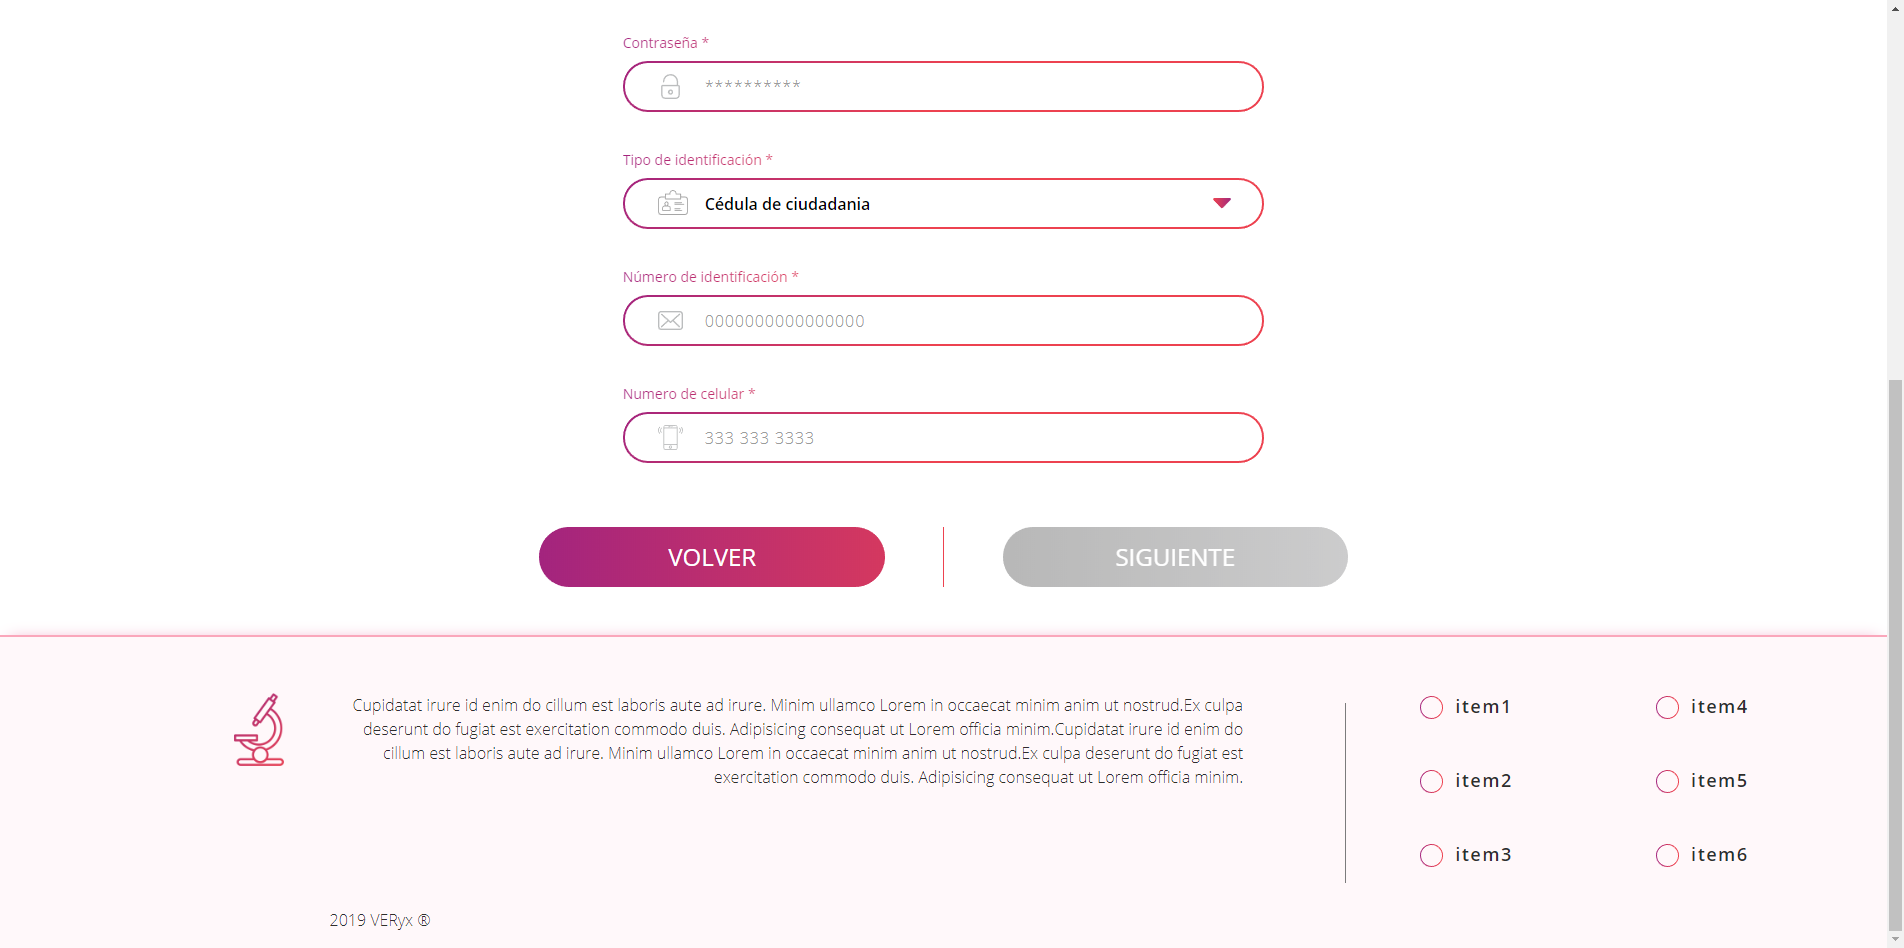 Contraseña *
**********
Tipo de identificación *
Cédula de ciudadania
Número de identificación *
0000000000000000
Numero de celular *
333 333 3333
VOLVER
SIGUIENTE
Cupidatat irure id enim do cillum est laboris aute ad irure. Minim ullamco Lorem in occaecat minim anim ut nostrud.Ex culpa
deserunt do fugiat est exercitation commodo duis. Adipisicing consequat ut Lorem officia minim.Cupidatat irure id enim do
cillum est laboris aute ad irure. Minim ullamco Lorem in occaecat minim anim ut nostrud.Ex culpa deserunt do fugiat est
exercitation commodo duis. Adipisicing consequat ut Lorem officia minim.
item1
item4
item2
item5
item3
item6
2019 VERyx ®